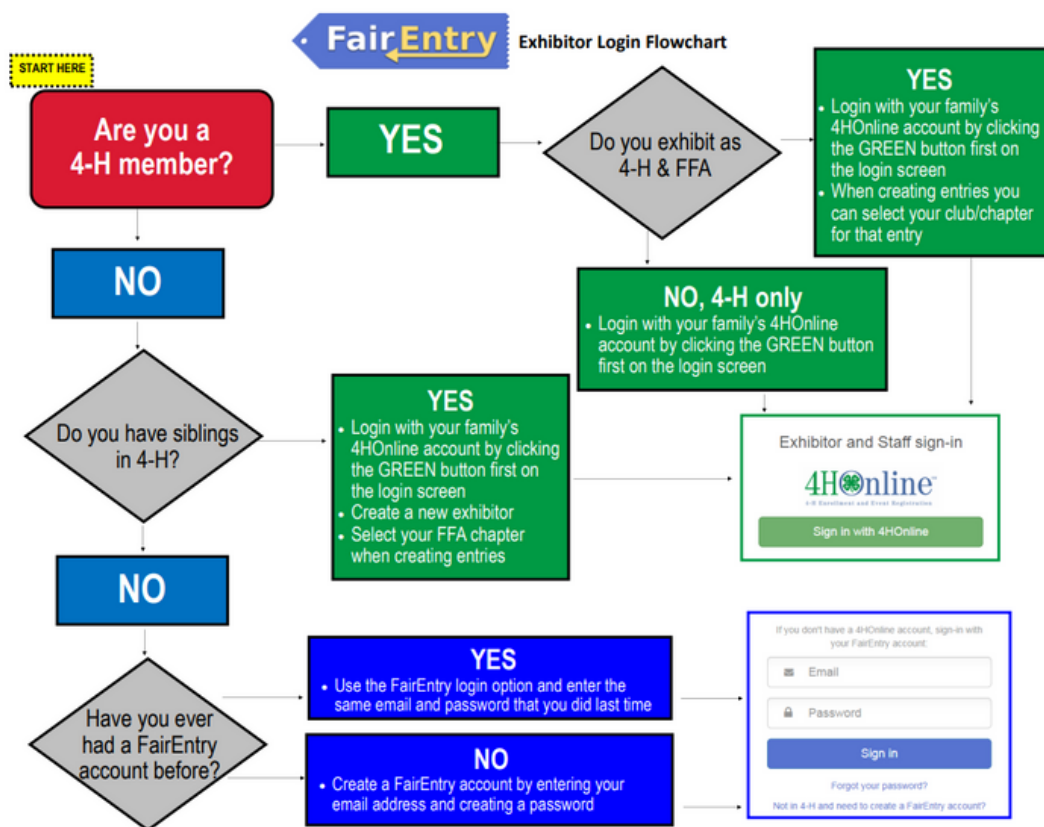 FairEntry
Exhibitor Login Flowchart
START HERE
Are you a
4-H member?
YES
Do you exhibit as
4-H & FFA
YES
• Login with your family's
4HOnline account by clicking
the GREEN button first on
the login screen
• When creating entries you
can select your club/chapter
for that entry
NO
NO, 4-H only
• Login with your family's 4HOnline
account by clicking the GREEN button
first on the login screen
Do you have siblings
in 4-H?
YES
• Login with your family's
4HOnline account by clicking
the GREEN button first on
the login screen
• Create a new exhibitor
• Select your FFA chapter
when creating entries
Exhibitor and Staff sign-in
4HOnline™
4-H Enrollment and Event Registration
Sign in with 4HOnline
NO
Have you ever
had a FairEntry
account before?
YES
• Use the FairEntry login option and enter the
same email and password that you did last time
NO
• Create a FairEntry account by entering your
email address and creating a password
If you don't have a 4HOnline account, sign-in with
your FairEntry account:
Email
Password
Sign in
Forgot your password?
Not in 4-H and need to create a FairEntry account?